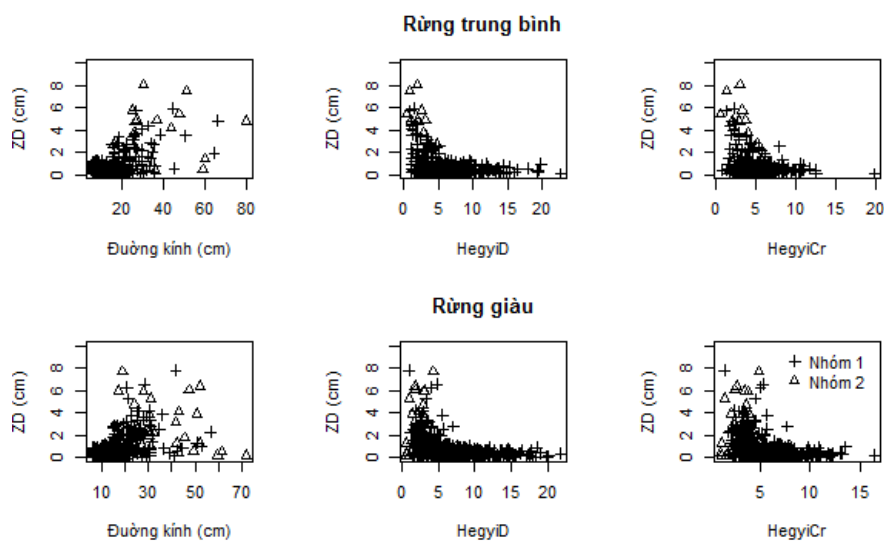 Rừng trung bình
ZD (cm)
0 2 4 6 8
20 40 60 80
Đường kính (cm)
ZD (cm)
0 2 4 6 8
0 5 10 15 20
HegyiD
ZD (cm)
0 2 4 6 8
0 5 10 15 20
HegyiCr
Rừng giàu
ZD (cm)
0 2 4 6 8
10 30 50 70
Đường kính (cm)
ZD (cm)
0 2 4 6 8
0 5 10 15 20
HegyiD
ZD (cm)
0 2 4 6 8
5 10 15
HegyiCr
Nhóm 1
Nhóm 2